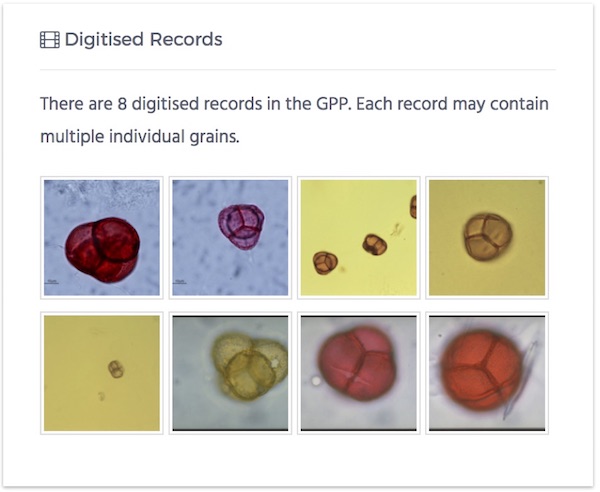 Digitised Records
There are 8 digitised records in the GPP. Each record may contain
multiple individual grains.